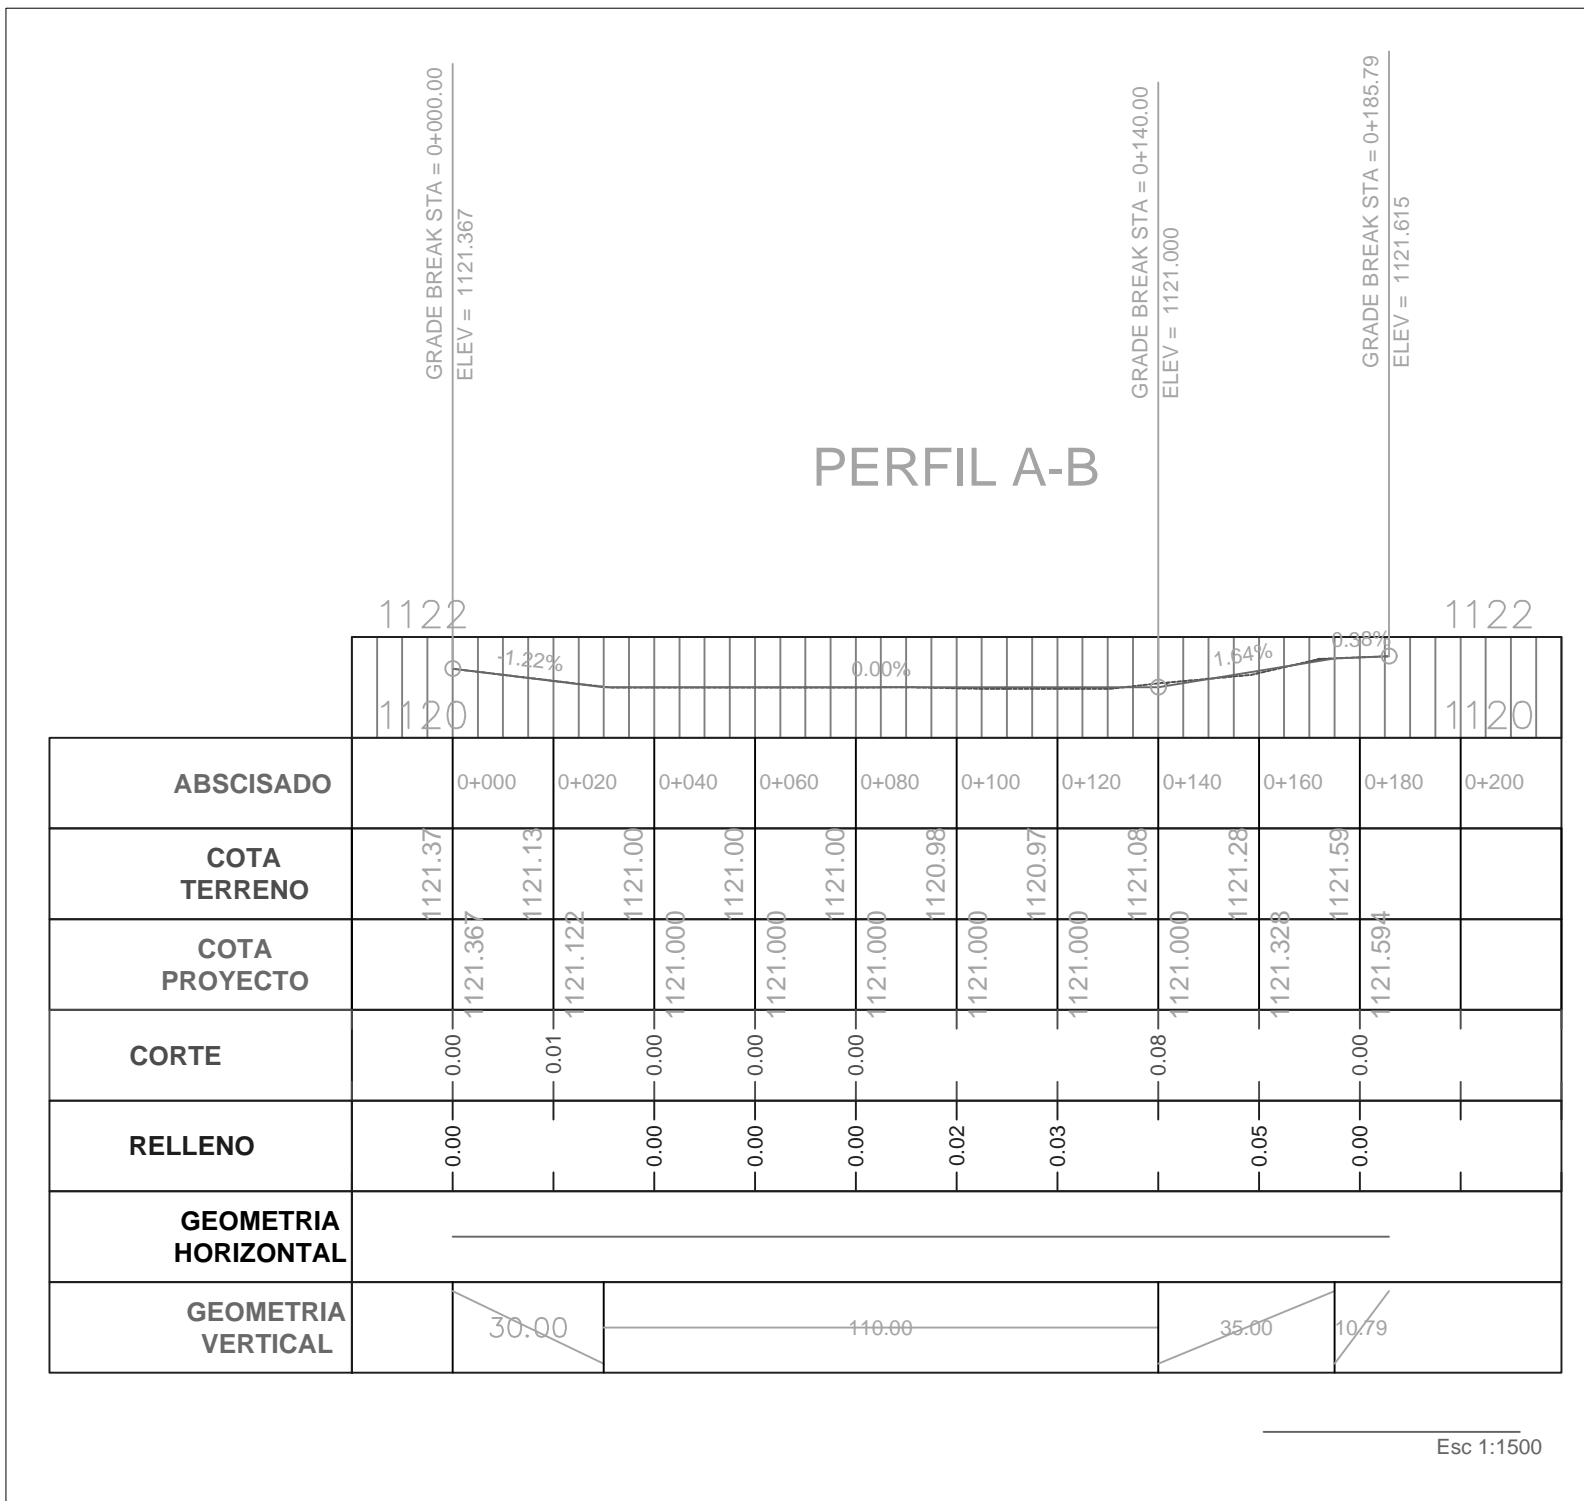 GRADE BREAK STA = 0+000.00
ELEV = 1121.367
GRADE BREAK STA = 0+140.00
ELEV = 1121.000
GRADE BREAK STA = 0+185.79
ELEV = 1121.615
PERFIL A-B
1122 1122
-1.22% 0.00% 1.64% 0.38%
1120 1120
ABSCISADO 0+000 0+020 0+040 0+060 0+080 0+100 0+120 0+140 0+160 0+180 0+200
COTA
TERRENO
1121.37 1121.13 1121.00 1121.00 1121.00 1120.98 1120.97 1121.08 1121.28 1121.59
COTA
PROYECTO
1121.367 1121.122 1121.000 1121.000 1121.000 1121.000 1121.000 1121.000 1121.328 1121.594
CORTE 0.00 0.01 0.00 0.00 0.00 0.08 0.00
RELLENO 0.00 0.00 0.00 0.00 0.02 0.03 0.05 0.00
GEOMETRIA
HORIZONTAL
GEOMETRIA
VERTICAL
30.00 110.00 35.00 10.79
Esc 1:1500